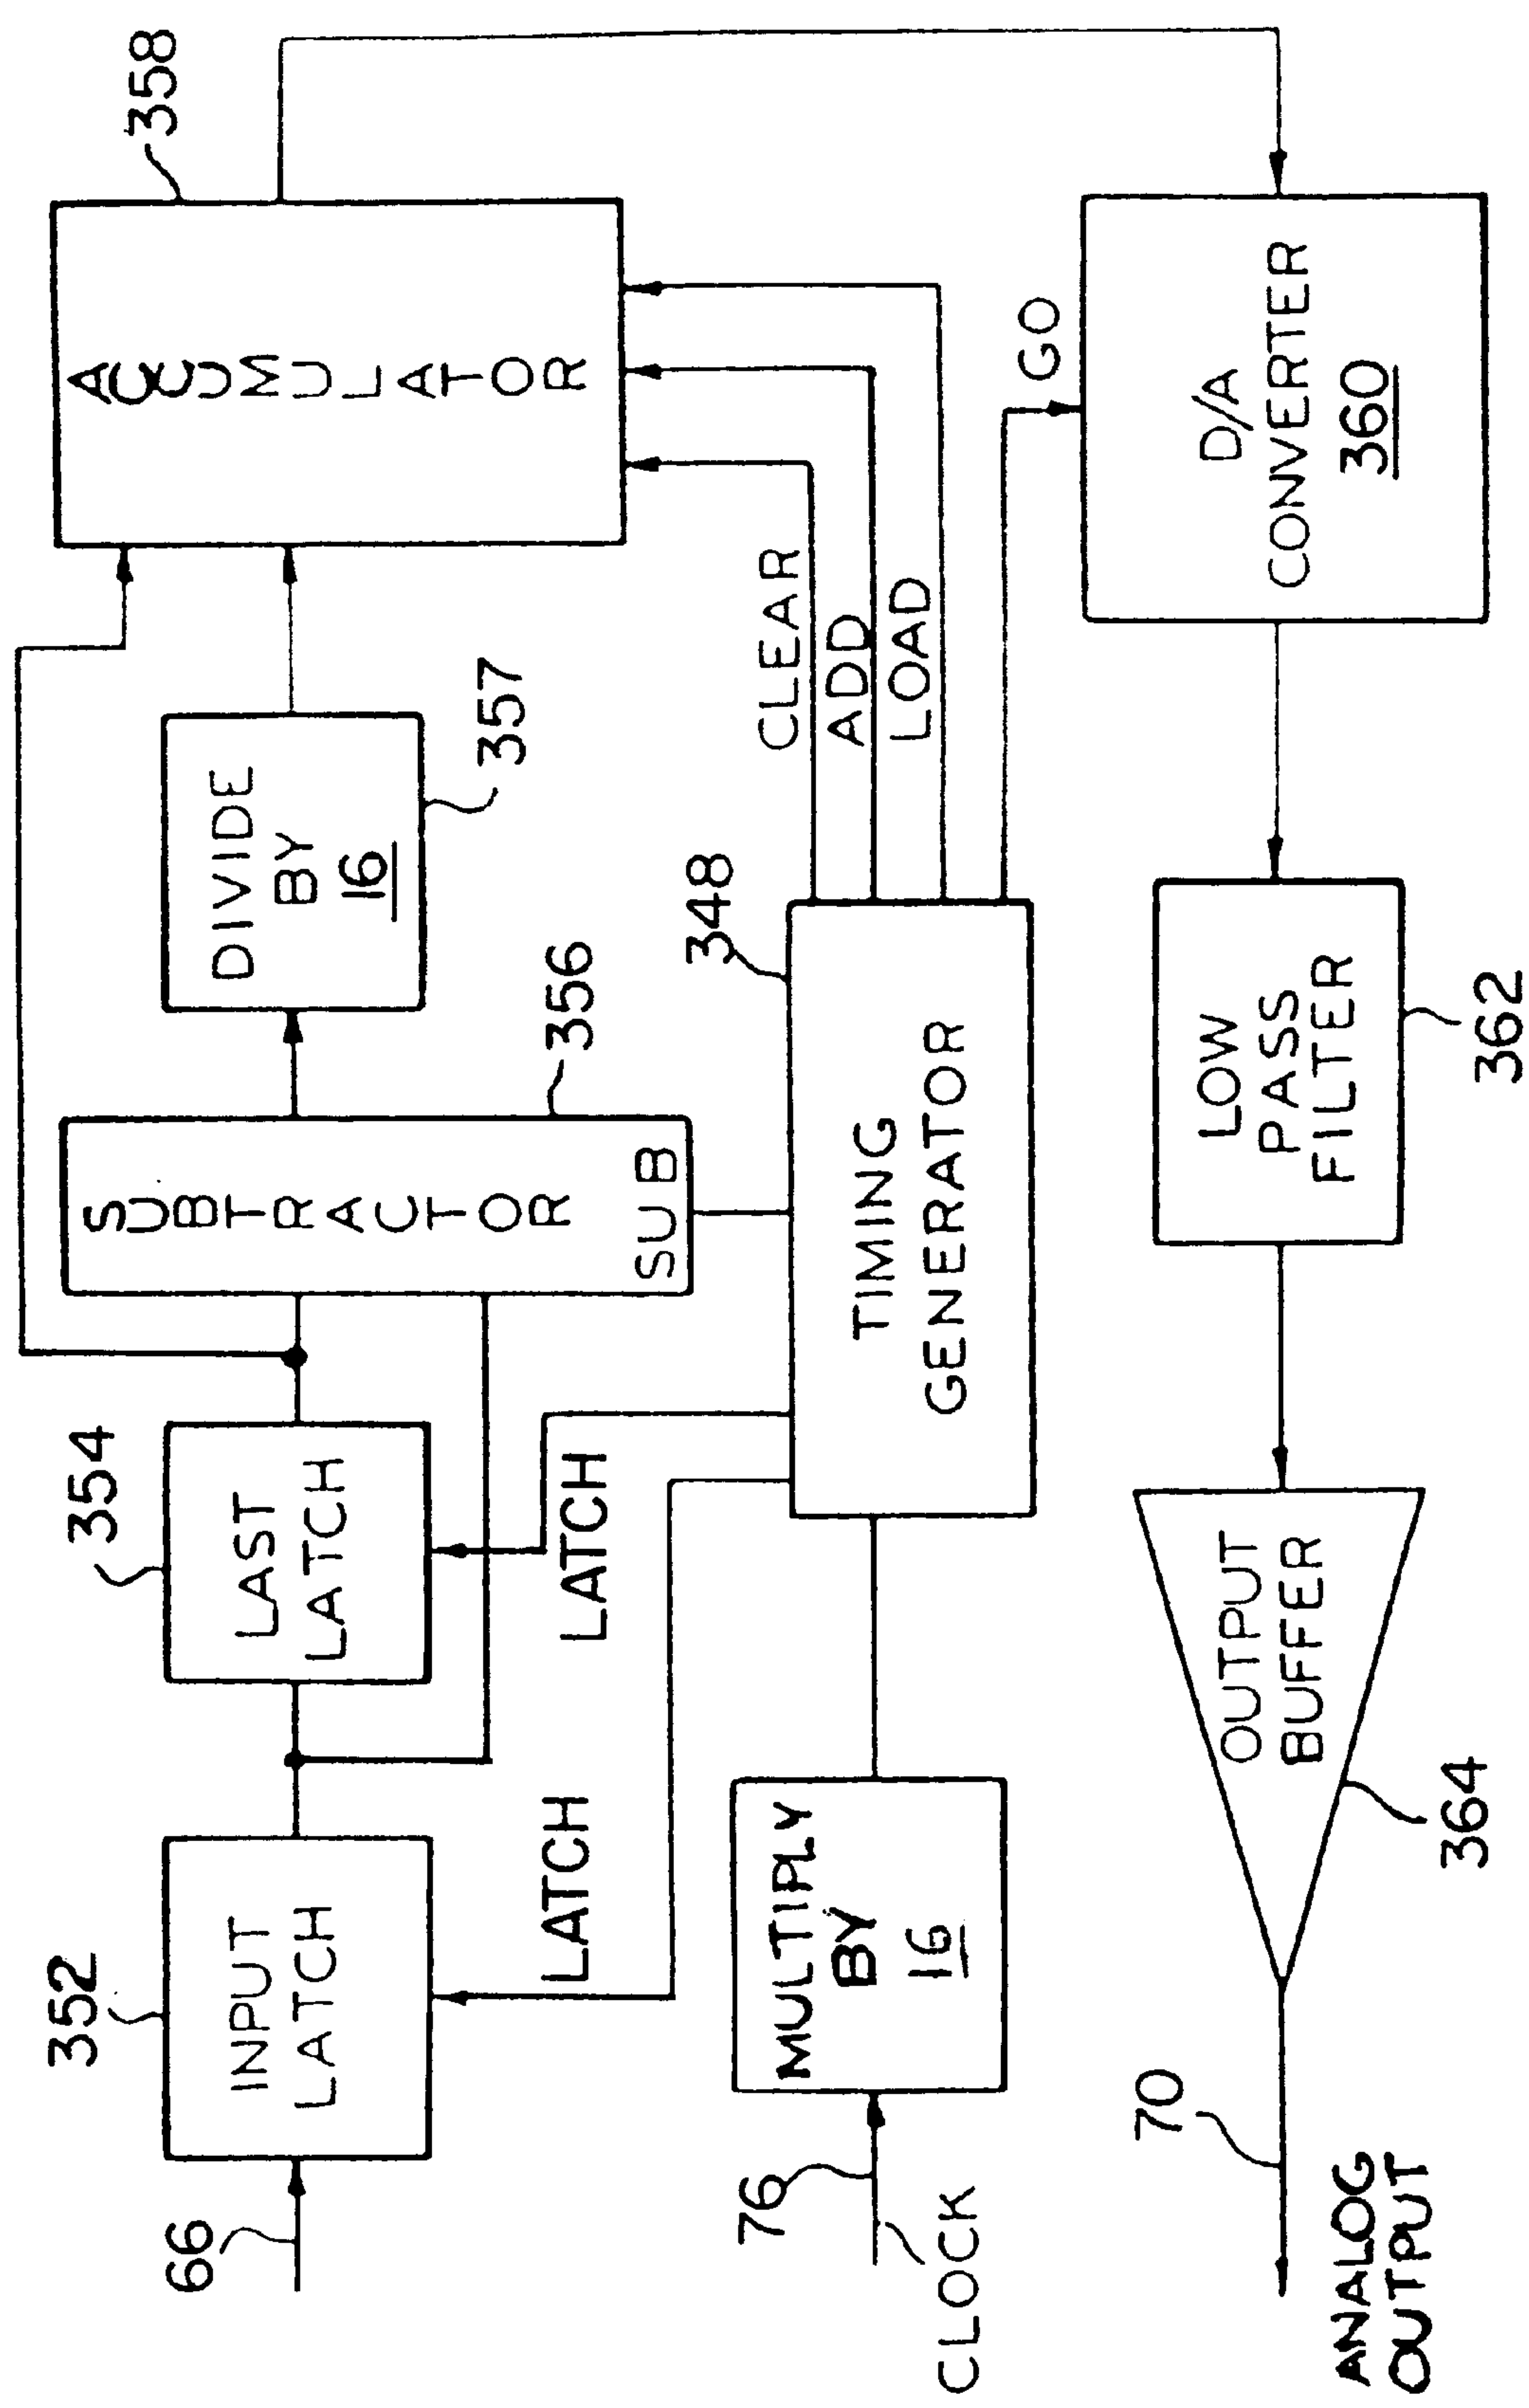 66
352
INPUT
LATCH
354
LAST
LATCH
SUBTRACTOR
SUB
356
DIVIDE
BY
16
357
ACCUMULATOR
358
LATCH
LATCH
76
CLOCK
MULTIPLY
BY
16
TIMING
GENERATOR
348
CLEAR
ADD
LOAD
GO
D/A
CONVERTER
360
LOW
PASS
FILTER
362
OUTPUT
BUFFER
364
70
ANALOG
OUTPUT